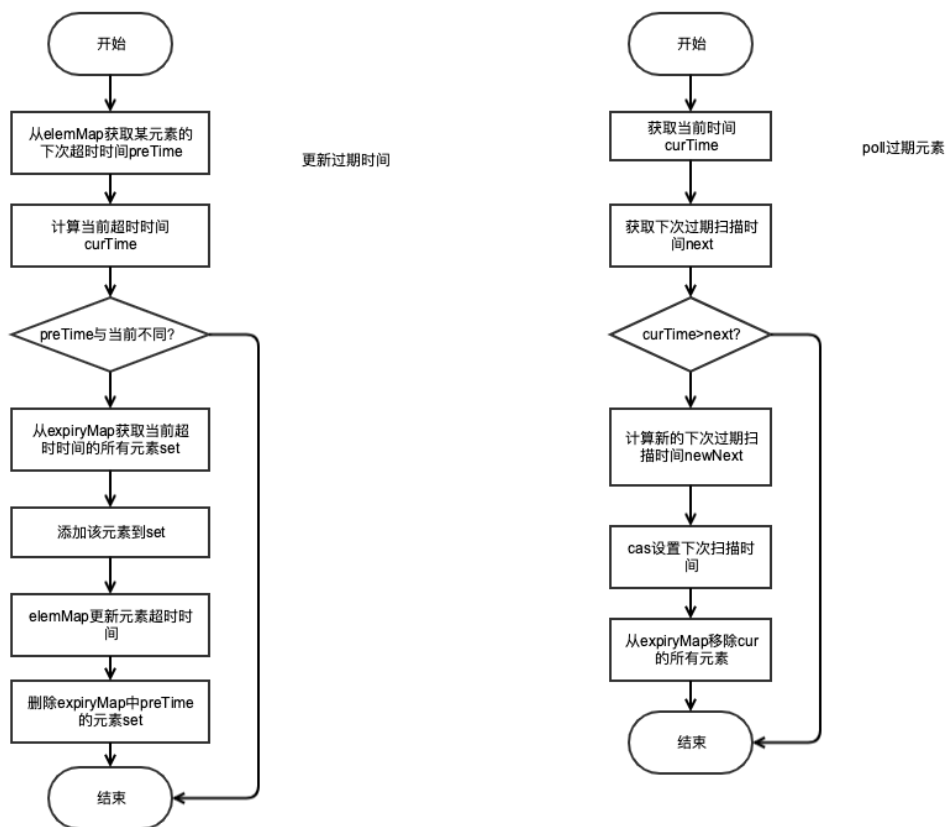 开始
从elemMap获取某元素的
下次超时时间preTime
更新过期时间
计算当前超时时间
curTime
preTime与当前不同?
从expiryMap获取当前超
时时间的所有元素set
添加该元素到set
elemMap更新元素超时时
间
删除expiryMap中preTime
的元素set
结束
开始
获取当前时间
curTime
poll过期元素
获取下次过期扫描时
间next
curTime>next?
计算新的下次过期扫
描时间newNext
cas设置下次扫描时
间
从expiryMap移除cur
的所有元素
结束